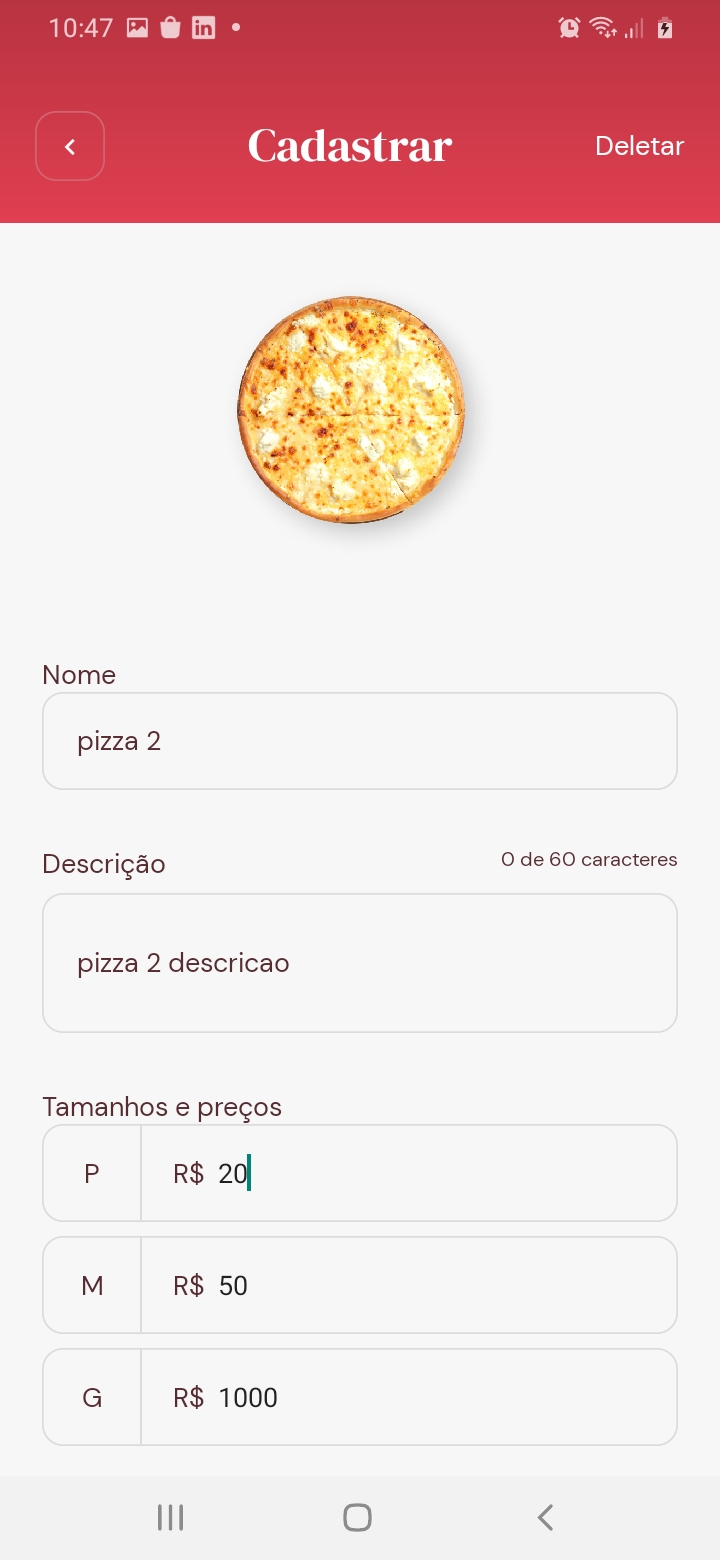 10:47
Cadastrar
Deletar
Nome
pizza 2
Descrição
0 de 60 caracteres
pizza 2 descricao
Tamanhos e preços
P R$ 20
M R$ 50
G R$ 1000